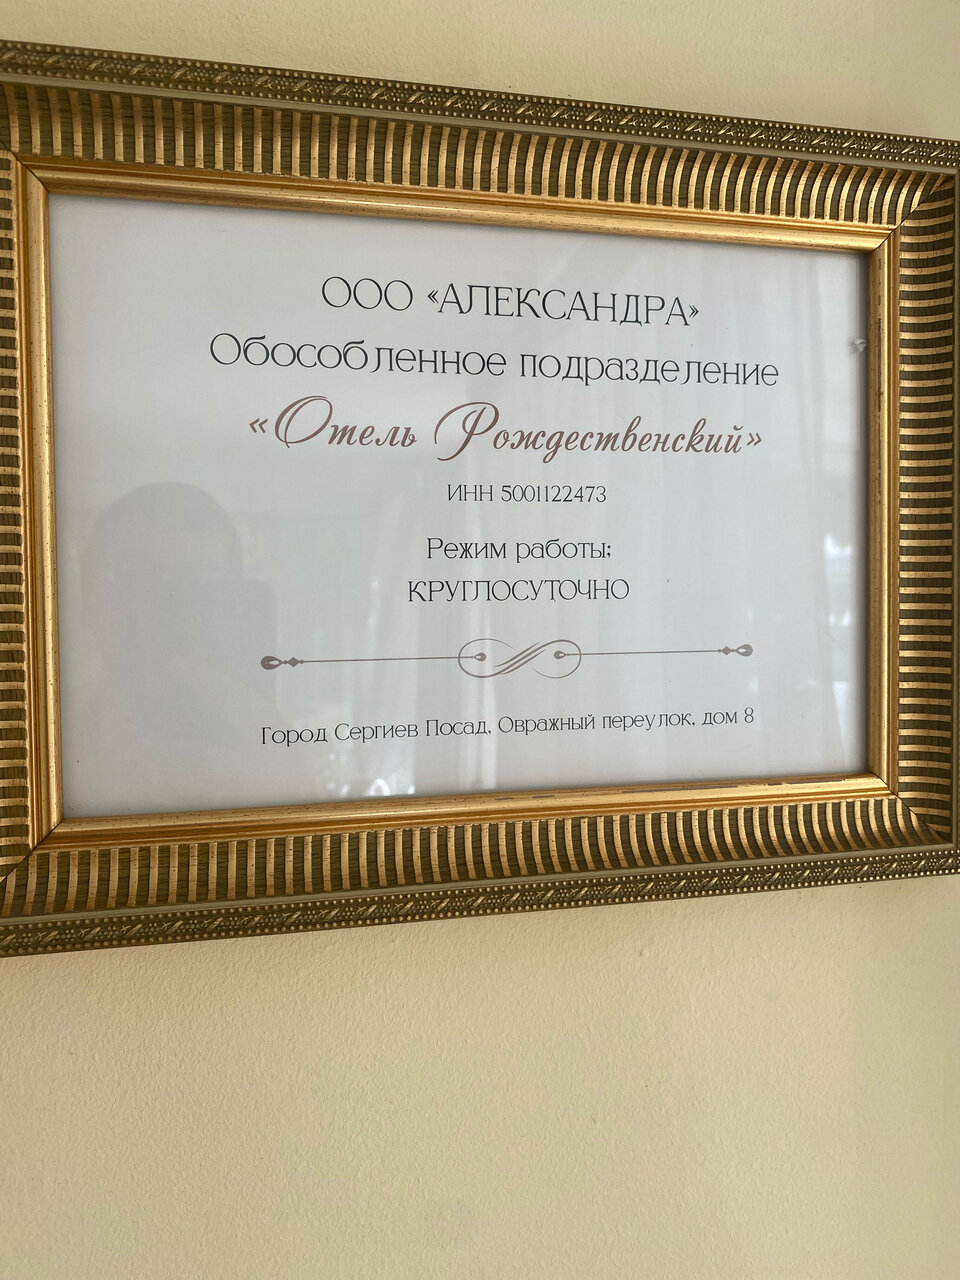 ООО «АЛЕКСАНДРА»
Обособленное подразделение
«Отель Рождественский»
ИНН 5001122473
Режим работы:
КРУГЛОСУТОЧНО
Город Сергиев Посад, Овражный переулок, дом 8